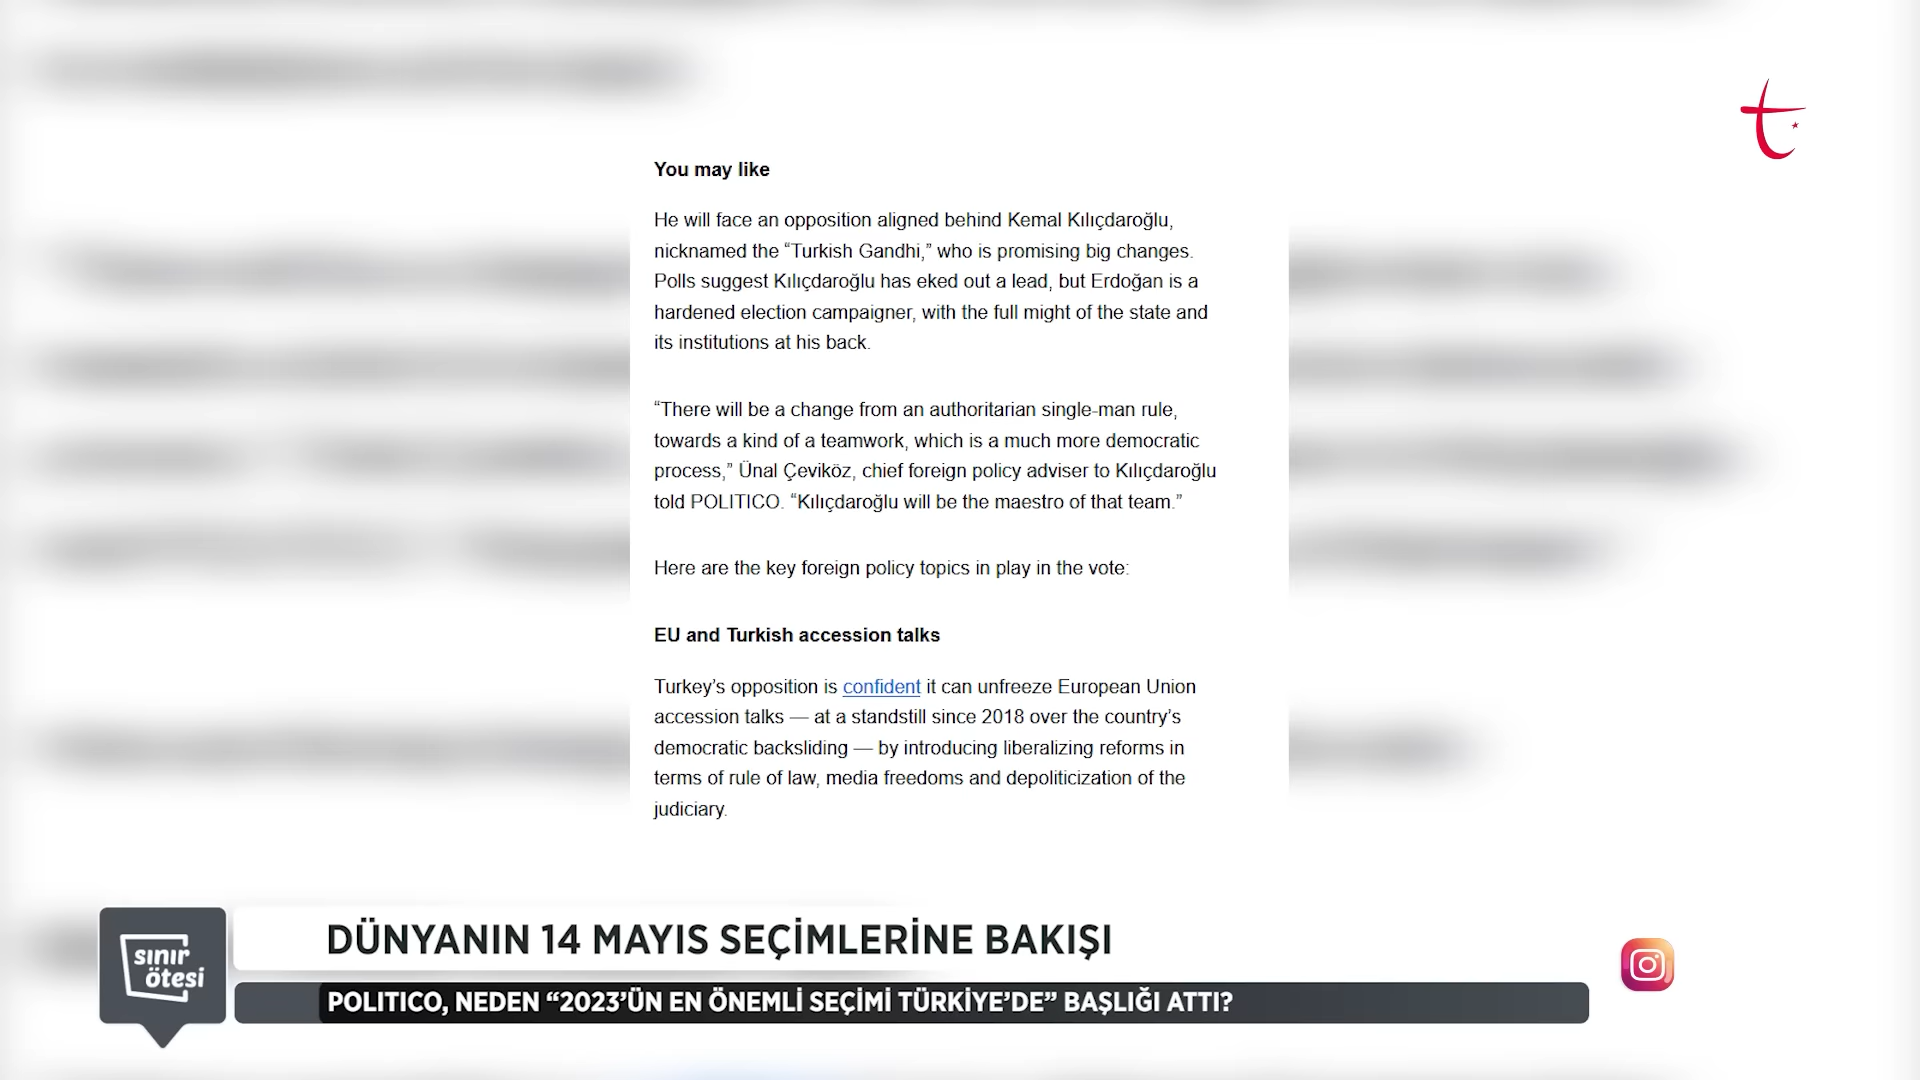 You may like
He will face an opposition aligned behind Kemal Kılıçdaroğlu,
nicknamed the “Turkish Gandhi,” who is promising big changes.
Polls suggest Kılıçdaroğlu has eked out a lead, but Erdoğan is a
hardened election campaigner, with the full might of the state and
its institutions at his back.
“There will be a change from an authoritarian single-man rule,
towards a kind of a teamwork, which is a much more democratic
process,” Ünal Çeviköz, chief foreign policy adviser to Kılıçdaroğlu
told POLITICO. “Kılıçdaroğlu will be the maestro of that team.”
Here are the key foreign policy topics in play in the vote:
EU and Turkish accession talks
Turkey’s opposition is confident it can unfreeze European Union
accession talks — at a standstill since 2018 over the country’s
democratic backsliding — by introducing liberalizing reforms in
terms of rule of law, media freedoms and depoliticization of the
judiciary.
sınır
ötesi
DÜNYANIN 14 MAYIS SEÇİMLERİNE BAKIŞI
POLITICO, NEDEN “2023’ÜN EN ÖNEMLİ SEÇİMİ TÜRKİYE’DE” BAŞLIĞI ATTI?